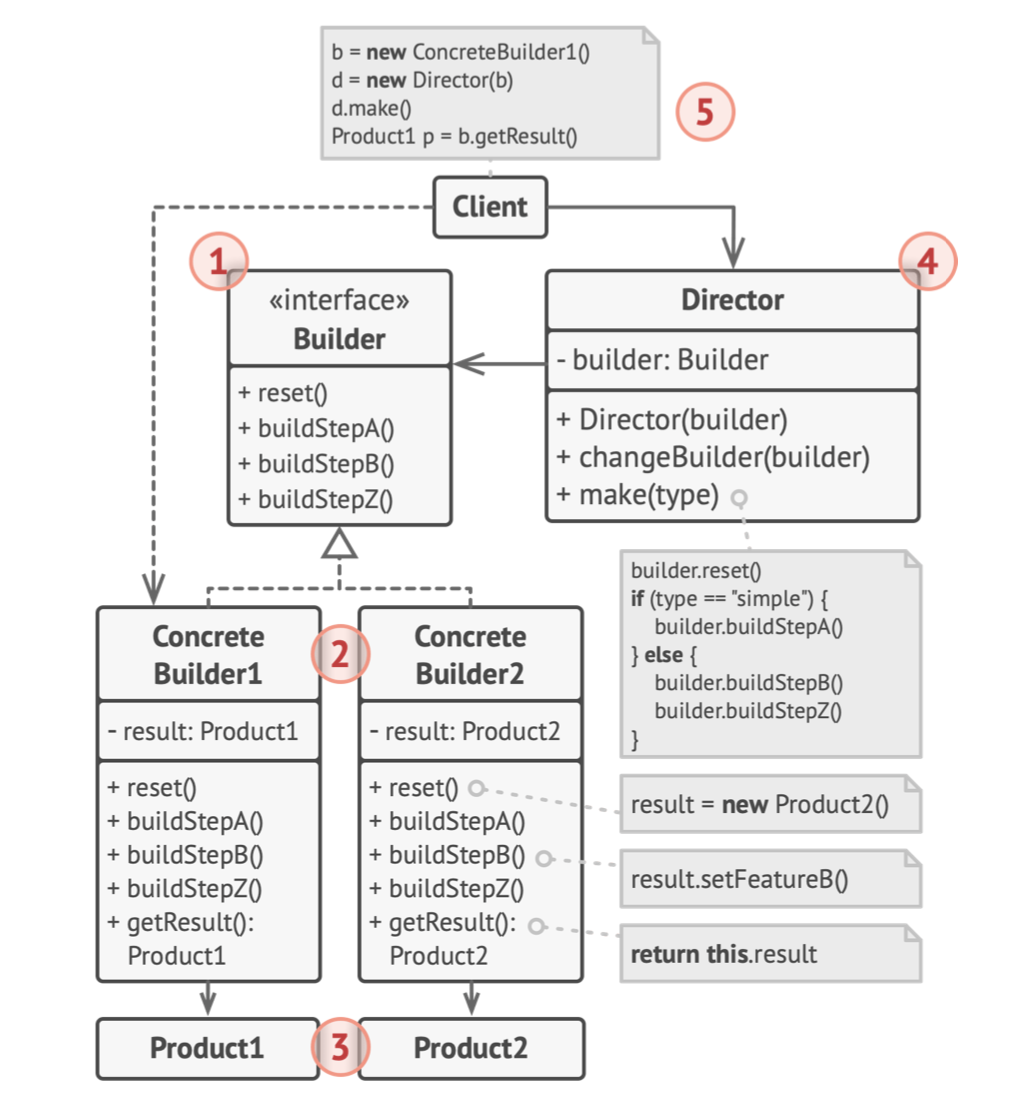 b = new ConcreteBuilder1()
d = new Director(b)
d.make()
Product1 p = b.getResult()
5
Client
1
«interface»
Builder
+ reset()
+ buildStepA()
+ buildStepB()
+ buildStepZ()
4
Director
- builder: Builder
+ Director(builder)
+ changeBuilder(builder)
+ make(type)
builder.reset()
if (type == "simple") {
builder.buildStepA()
} else {
builder.buildStepB()
builder.buildStepZ()
}
Concrete
Builder1
- result: Product1
+ reset()
+ buildStepA()
+ buildStepB()
+ buildStepZ()
+ getResult():
Product1
2
Concrete
Builder2
- result: Product2
+ reset()
+ buildStepA()
+ buildStepB()
+ buildStepZ()
+ getResult():
Product2
result = new Product2()
result.setFeatureB()
return this.result
Product1
3
Product2